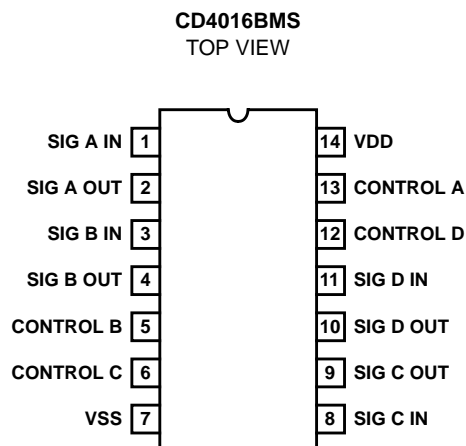 CD4016BMS
TOP VIEW
SIG A IN 1
14 VDD
SIG A OUT 2
13 CONTROL A
SIG B IN 3
12 CONTROL D
SIG B OUT 4
11 SIG D IN
CONTROL B 5
10 SIG D OUT
CONTROL C 6
9 SIG C OUT
VSS 7
8 SIG C IN